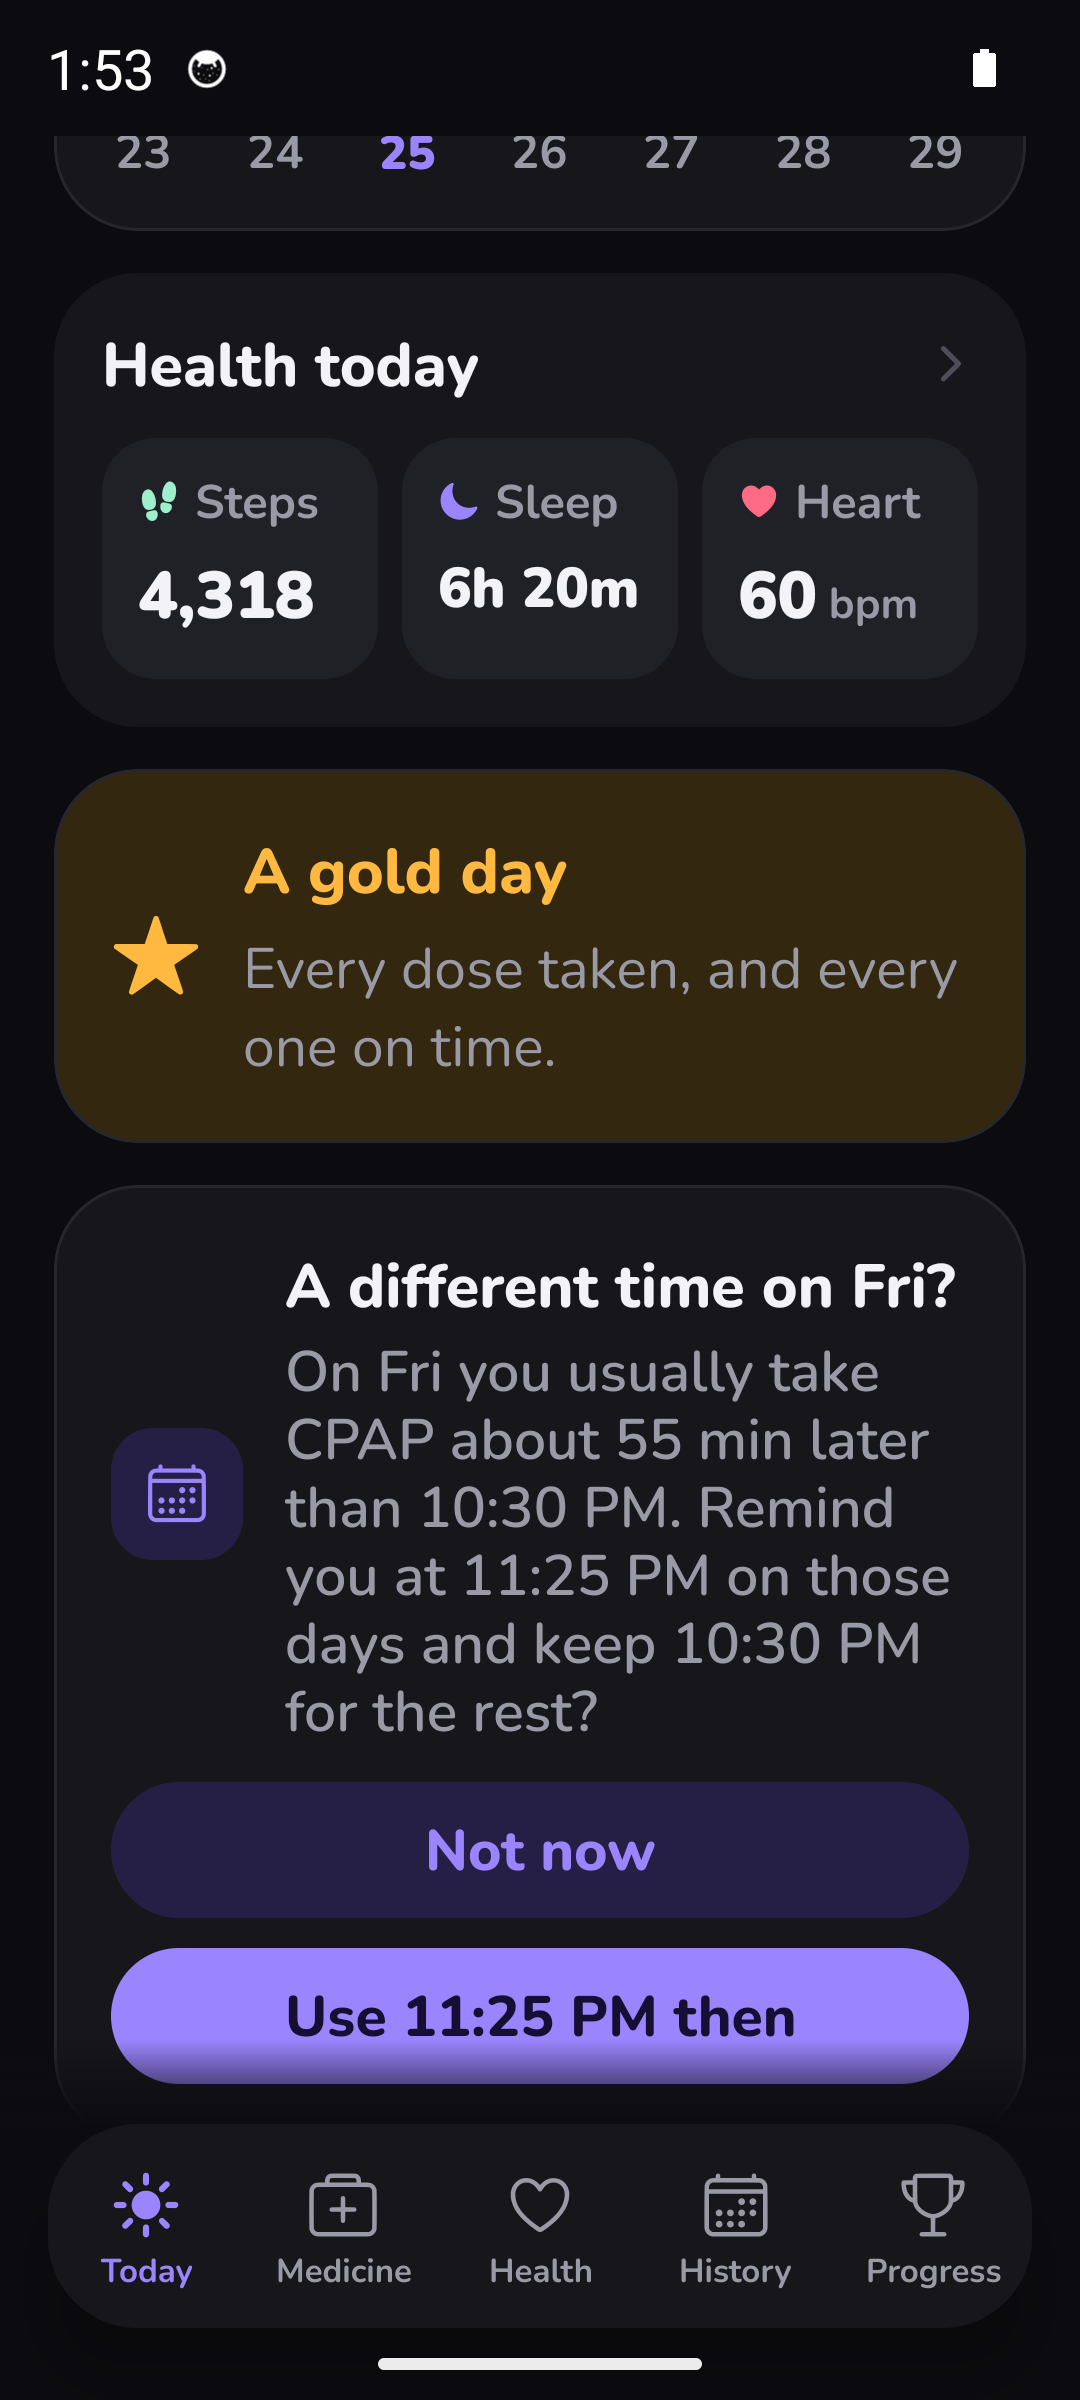 1:53
23 24 25 26 27 28 29
Health today
Steps Sleep Heart
4,318 6h 20m 60 bpm
A gold day
Every dose taken, and every
one on time.
A different time on Fri?
On Fri you usually take
CPAP about 55 min later
than 10:30 PM. Remind
you at 11:25 PM on those
days and keep 10:30 PM
for the rest?
Not now
Use 11:25 PM then
Today Medicine Health History Progress